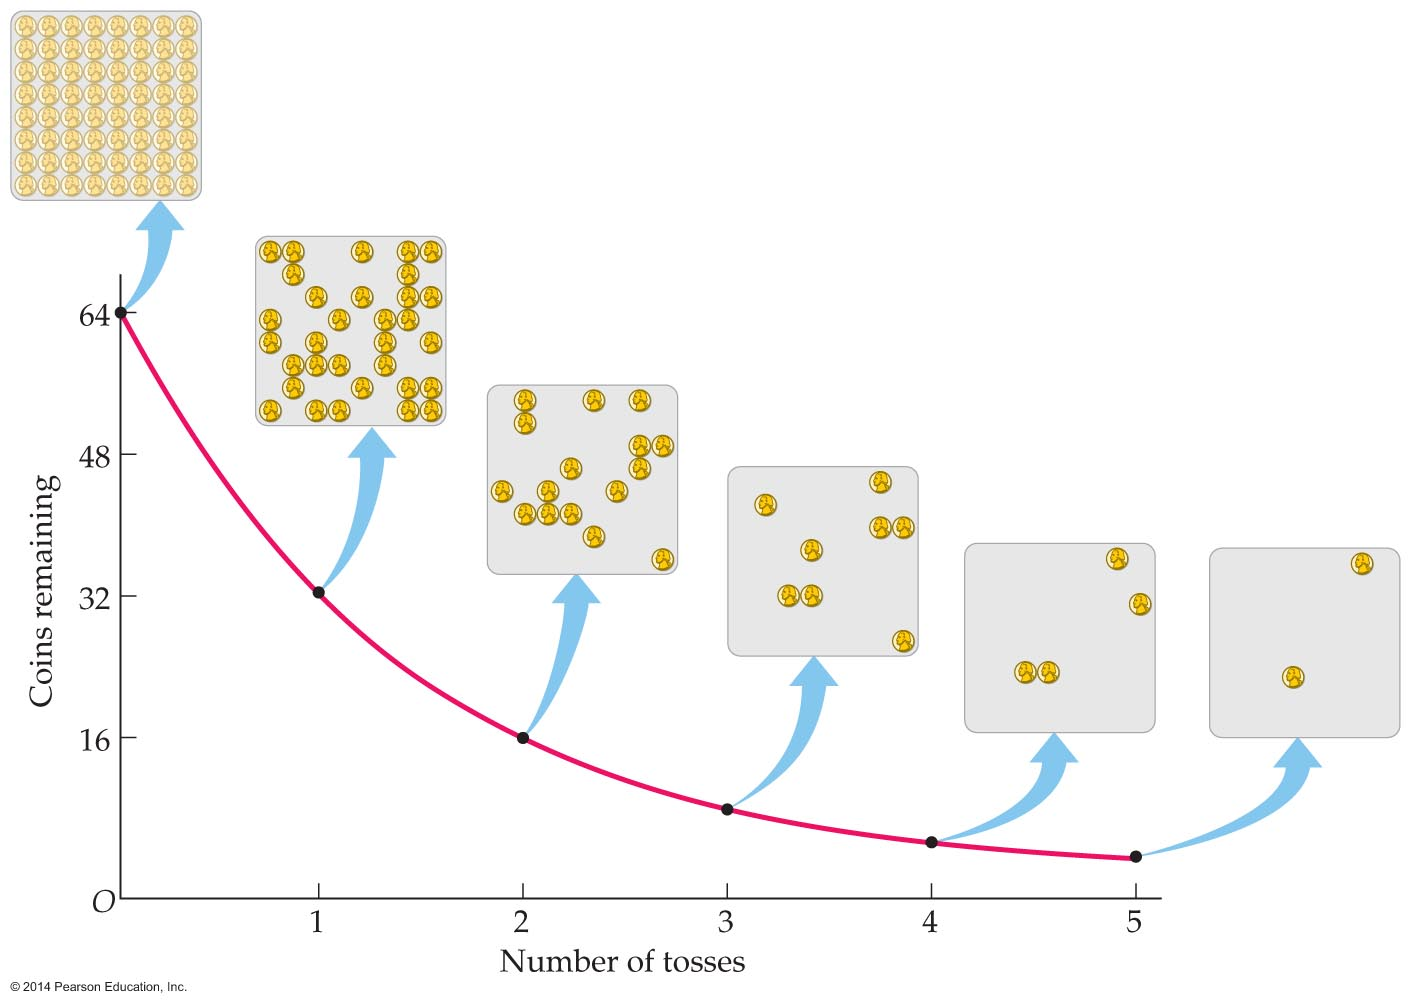 64
48
32
16
O
Coins remaining
1 2 3 4 5
Number of tosses
© 2014 Pearson Education, Inc.